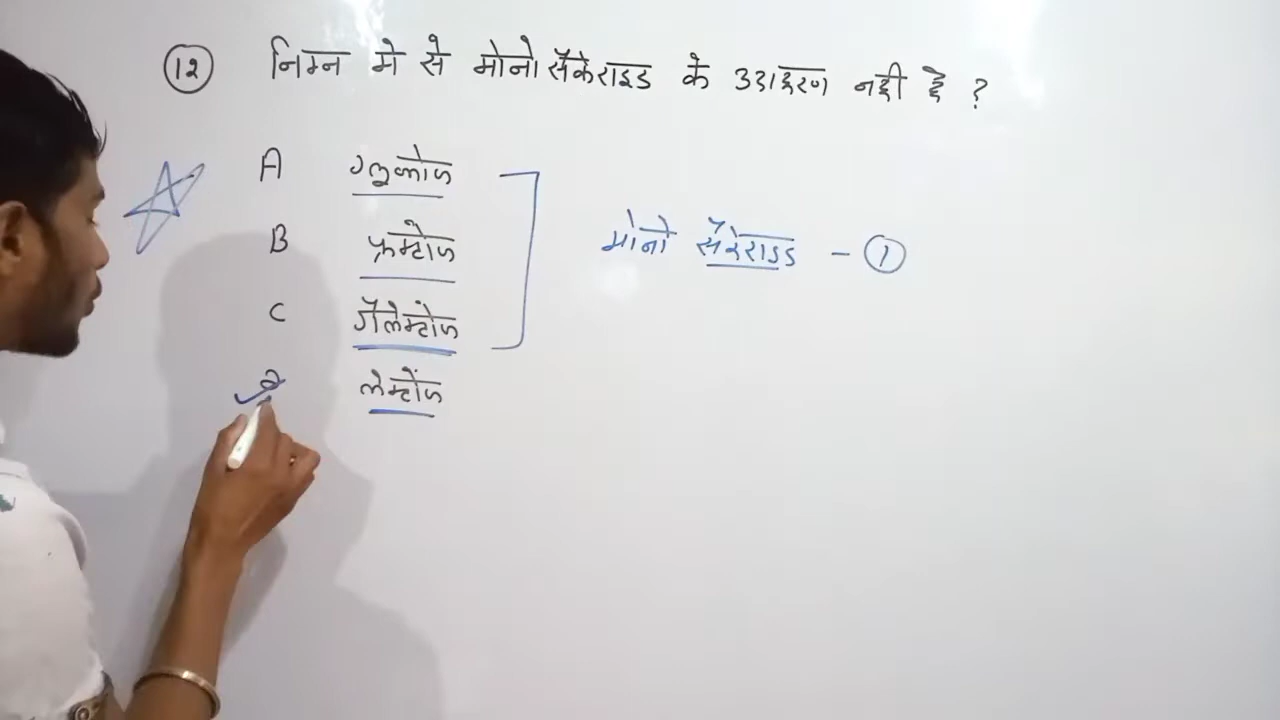 (12) निम्न मे से मोनोसॅकेराइड के उदाहरण नही है ?
A ग्लूकोज
B फ्रक्टोज
C गॅलेक्टोज
मोनो सॅकेराइड - (1)
लेक्टोज